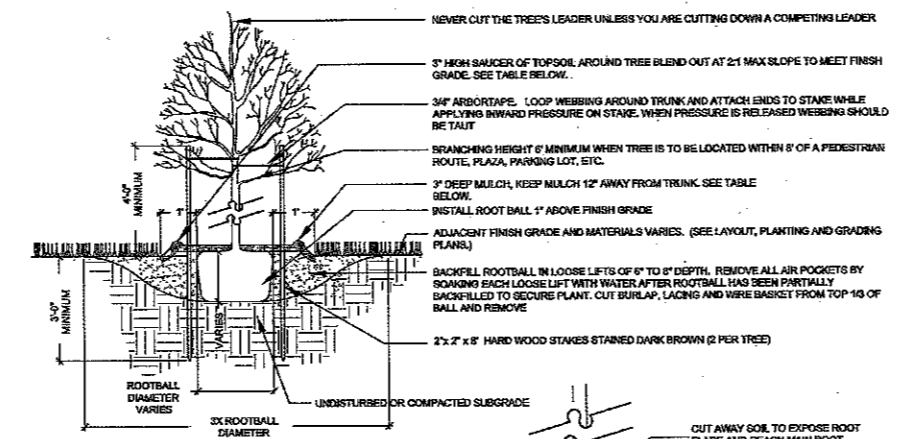 NEVER CUT THE TREE'S LEADER UNLESS YOU ARE CUTTING DOWN A COMPETING LEADER
3" HIGH SAUCER OF TOPSOIL AROUND TREE BLEND OUT AT 2:1 MAX SLOPE TO MEET FINISH
GRADE. SEE TABLE BELOW. .
3/4" ARBORTAPE. LOOP WEBBING AROUND TRUNK AND ATTACH ENDS TO STAKE WHILE
APPLYING INWARD PRESSURE ON STAKE. WHEN PRESSURE IS RELEASED WEBBING SHOULD
BE TAUT
BRANCHING HEIGHT 6' MINIMUM WHEN TREE IS TO BE LOCATED WITHIN 8' OF A PEDESTRIAN
ROUTE, PLAZA, PARKING LOT, ETC.
4'-0"
MINIMUM
1'
1'
3" DEEP MULCH, KEEP MULCH 12" AWAY FROM TRUNK. SEE TABLE
BELOW.
INSTALL ROOT BALL 1" ABOVE FINISH GRADE
ADJACENT FINISH GRADE AND MATERIALS VARIES. (SEE LAYOUT, PLANTING AND GRADING
PLANS.)
BACKFILL ROOTBALL IN LOOSE LIFTS OF 6" TO 8" DEPTH. REMOVE ALL AIR POCKETS BY
SOAKING EACH LOOSE LIFT WITH WATER AFTER ROOTBALL HAS BEEN PARTIALLY
BACKFILLED TO SECURE PLANT. CUT BURLAP, LACING AND WIRE BASKET FROM TOP 1/3 OF
BALL AND REMOVE
3'-0"
MINIMUM
VARIES
2"x 2" x 8' HARD WOOD STAKES STAINED DARK BROWN (2 PER TREE)
ROOTBALL
DIAMETER
VARIES
UNDISTURBED OR COMPACTED SUBGRADE
3X ROOTBALL
DIAMETER
CUT AWAY SOIL TO EXPOSE ROOT